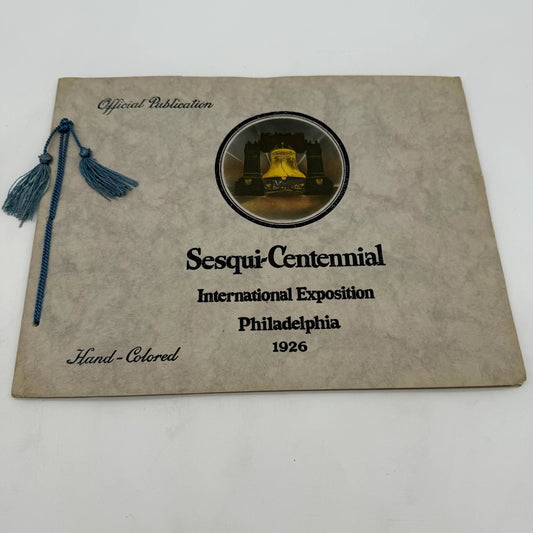 Official Publication
Sesqui-Centennial
International Exposition
Philadelphia
1926
Hand-Colored